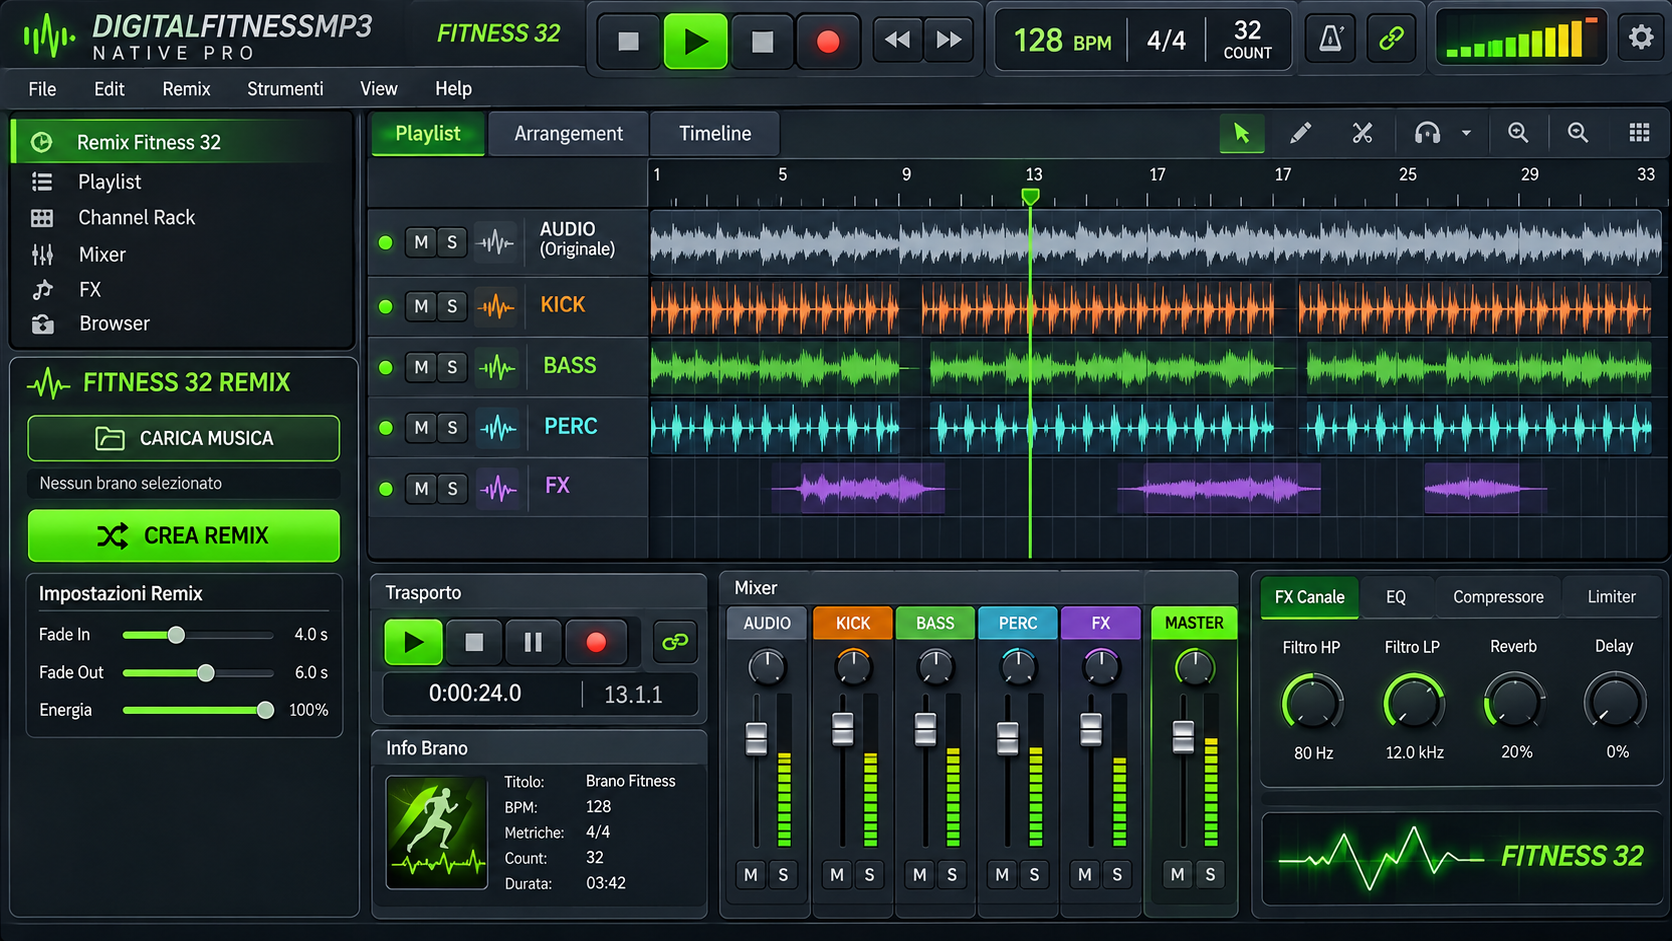 DIGITALFITNESSMP3
NATIVE PRO
FITNESS 32
128 BPM
4/4
32
COUNT
File Edit Remix Strumenti View Help
Remix Fitness 32
Playlist
Channel Rack
Mixer
FX
Browser
FITNESS 32 REMIX
CARICA MUSICA
Nessun brano selezionato
CREA REMIX
Impostazioni Remix
Fade In 4.0 s
Fade Out 6.0 s
Energia 100%
Playlist Arrangement Timeline
1 5 9 13 17 17 25 29 33
M S AUDIO
(Originale)
M S KICK
M S BASS
M S PERC
M S FX
Trasporto
0:00:24.0 13.1.1
Info Brano
Titolo: Brano Fitness
BPM: 128
Metriche: 4/4
Count: 32
Durata: 03:42
Mixer
AUDIO KICK BASS PERC FX MASTER
M S M S M S M S M S M S
FX Canale EQ Compressore Limiter
Filtro HP Filtro LP Reverb Delay
80 Hz 12.0 kHz 20% 0%
FITNESS 32